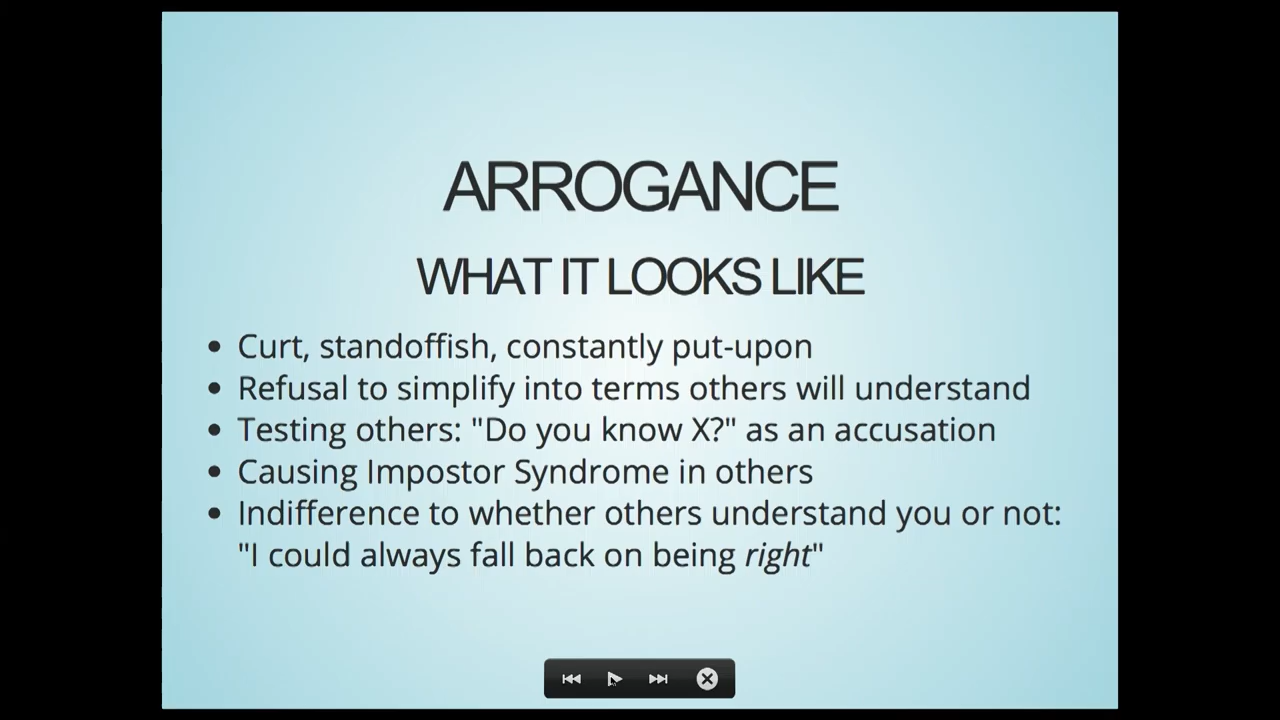 ARROGANCE
WHAT IT LOOKS LIKE
• Curt, standoffish, constantly put-upon
• Refusal to simplify into terms others will understand
• Testing others: "Do you know X?" as an accusation
• Causing Impostor Syndrome in others
• Indifference to whether others understand you or not:
"I could always fall back on being right"